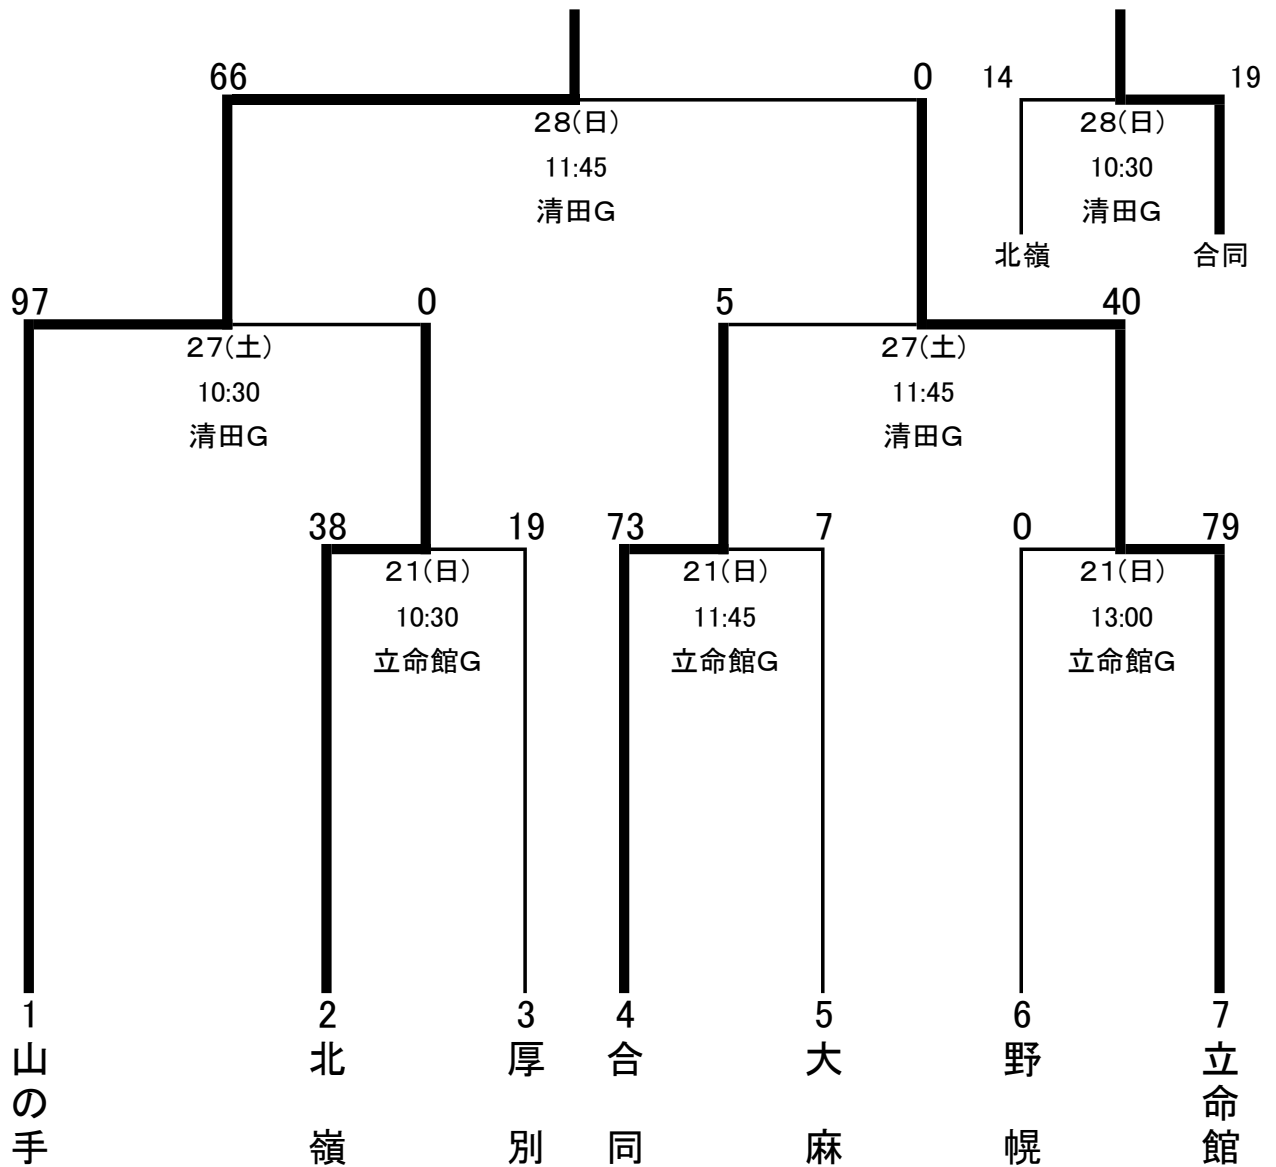 66
0
14
19
28(日)
11:45
清田G
28(日)
10:30
清田G
北嶺
合同
97
0
5
40
27(土)
10:30
清田G
27(土)
11:45
清田G
38
19
73
7
0
79
21(日)
10:30
立命館G
21(日)
11:45
立命館G
21(日)
13:00
立命館G
1
山の手
2
北嶺
3
厚別
4
合同
5
大麻
6
野幌
7
立命館